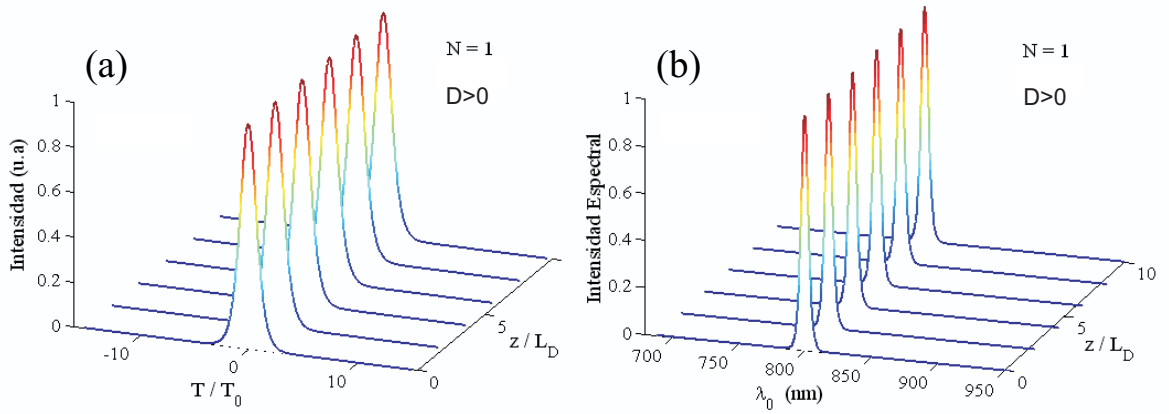 (a)
N = 1
D>0
Intensidad (u.a)
1
0.8
0.6
0.4
0.2
0
-10
0
10
T / T0
0
5
z / LD
(b)
N = 1
D>0
Intensidad Espectral
1
0.8
0.6
0.4
0.2
0
700
750
800
850
900
950
λ0 (nm)
0
5
10
z / LD